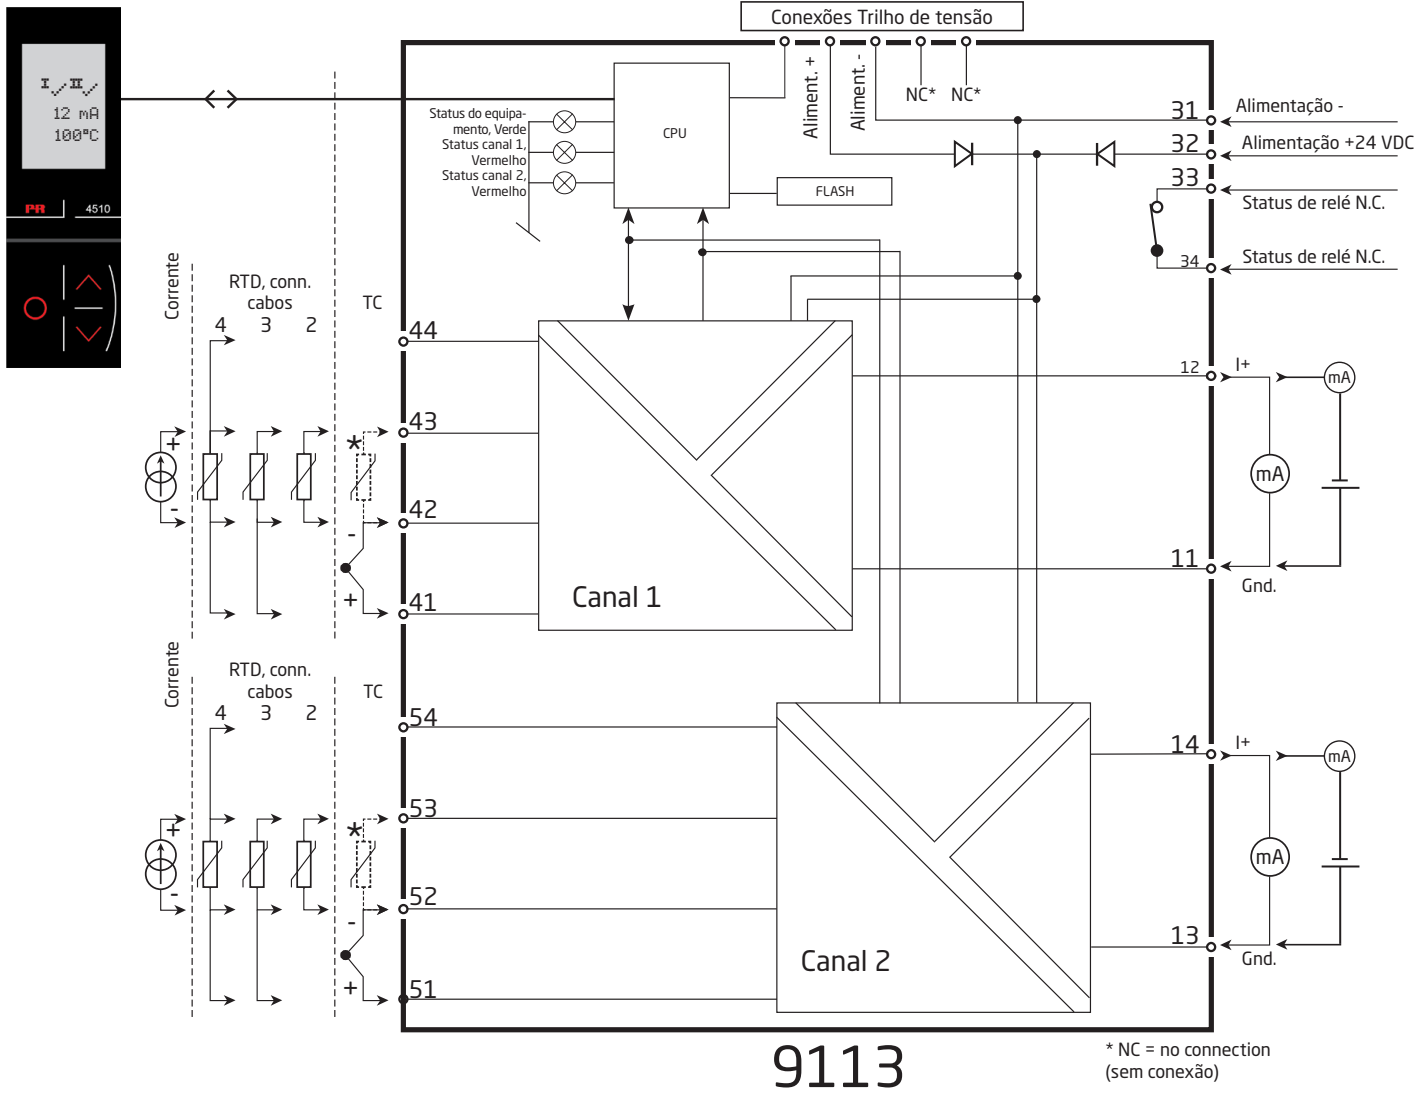 Conexões Trilho de tensão
I ✓ II ✓
12 mA
100°C
PR
4510
Status do equipa-
mento, Verde
Status canal 1,
Vermelho
Status canal 2,
Vermelho
CPU
FLASH
Aliment. +
Aliment. -
NC*
NC*
31
Alimentação -
32
Alimentação +24 VDC
33
Status de relé N.C.
34
Status de relé N.C.
Corrente
RTD, conn.
cabos
4
3
2
TC
44
43
42
41
+
-
*
-
+
Canal 1
12
I+
mA
mA
11
Gnd.
Corrente
RTD, conn.
cabos
4
3
2
TC
54
53
52
51
+
-
*
-
+
Canal 2
14
I+
mA
mA
13
Gnd.
9113
* NC = no connection
(sem conexão)